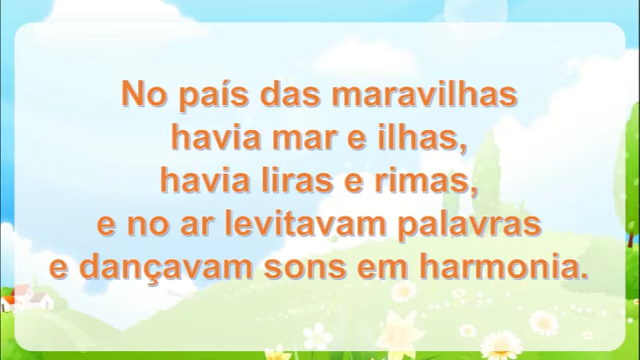 No país das maravilhas
havia mar e ilhas,
havia liras e rimas,
e no ar levitavam palavras
e dançavam sons em harmonia.